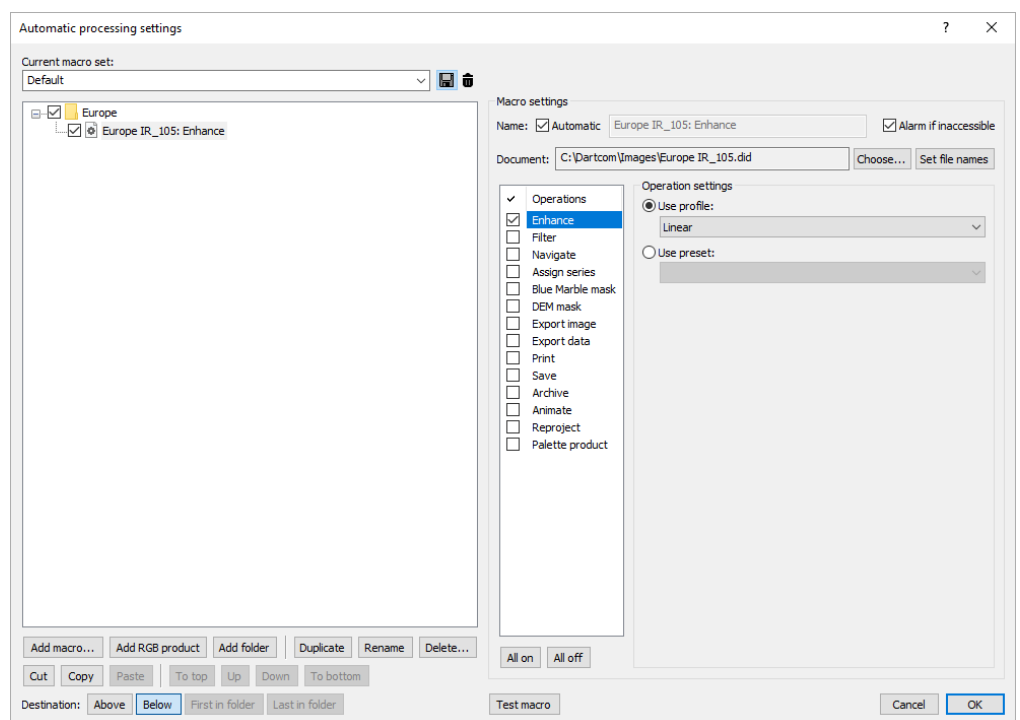 Automatic processing settings ?
Current macro set:
Default
Europe
Europe IR_105: Enhance
Add macro... Add RGB product Add folder Duplicate Rename Delete...
Cut Copy Paste To top Up Down To bottom
Destination: Above Below First in folder Last in folder
Macro settings
Name: Automatic Europe IR_105: Enhance Alarm if inaccessible
Document: C:\Dartcom\Images\Europe IR_105.did Choose... Set file names
Operations
Enhance
Filter
Navigate
Assign series
Blue Marble mask
DEM mask
Export image
Export data
Print
Save
Archive
Animate
Reproject
Palette product
All on All off
Operation settings
Use profile:
Linear
Use preset:
Test macro Cancel OK